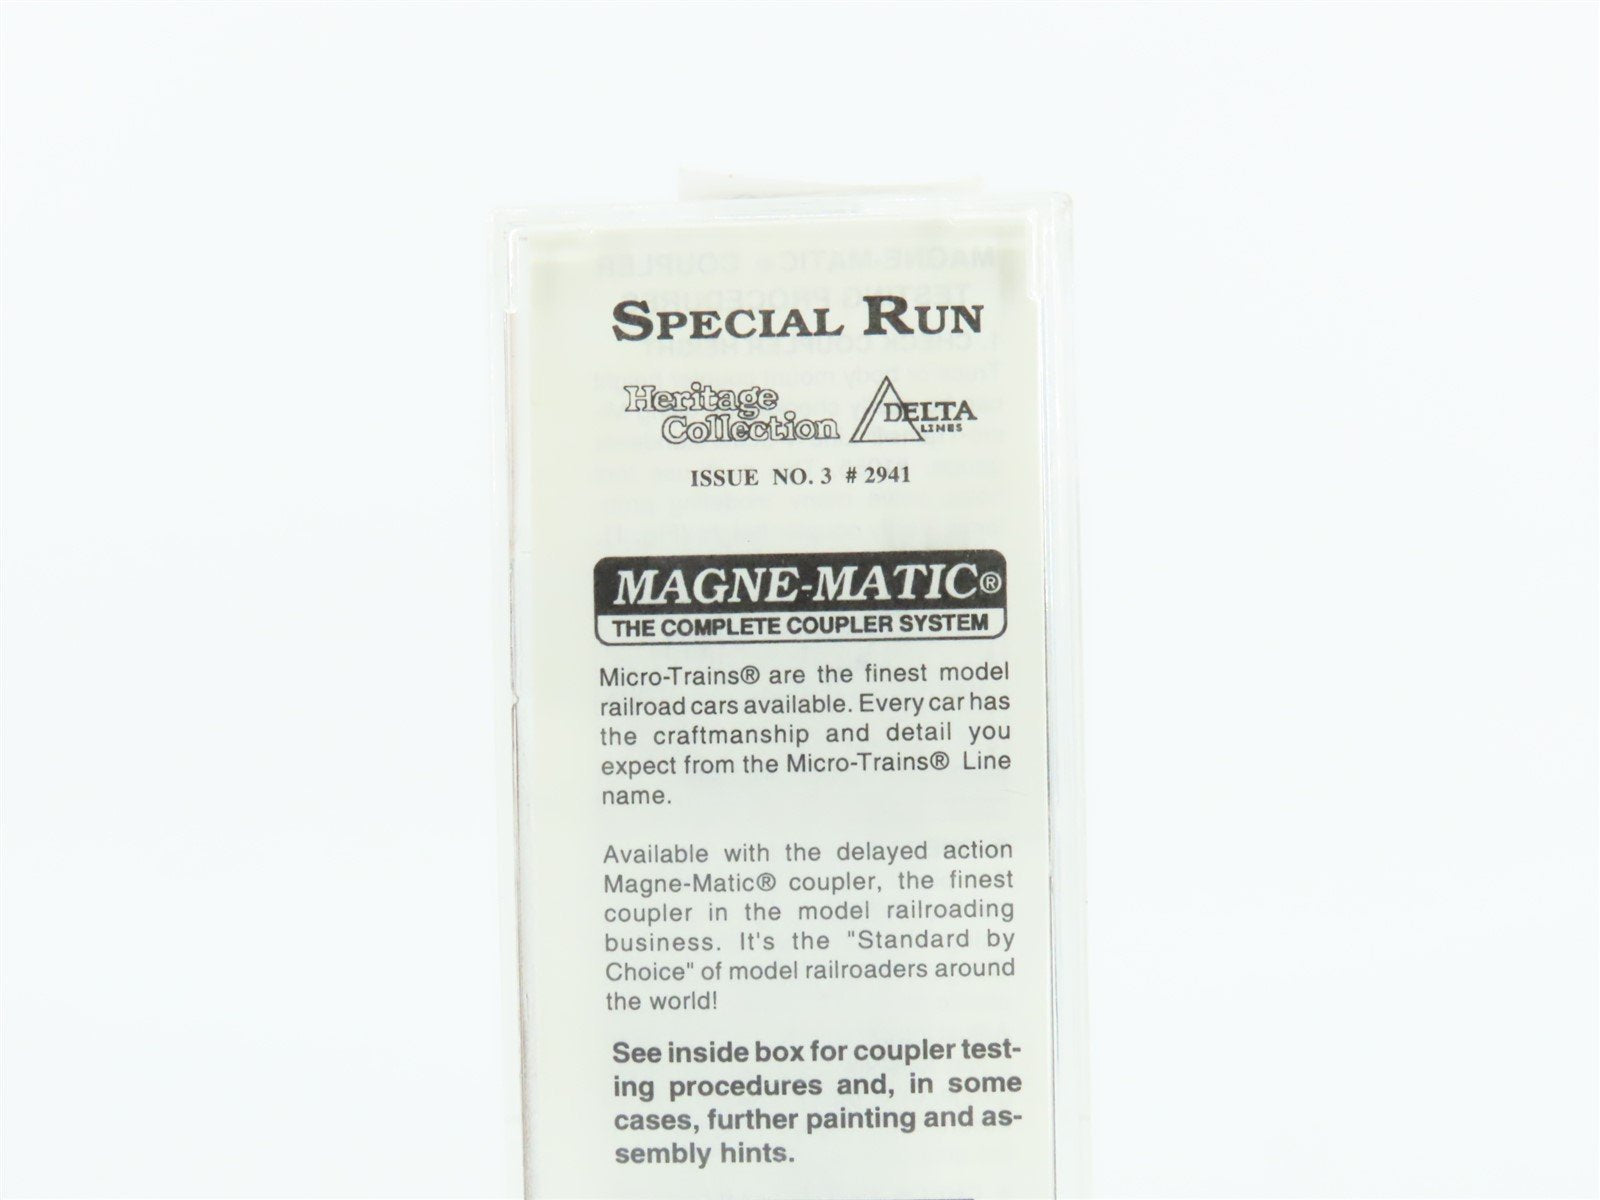 SPECIAL RUN
Heritage
Collection
DELTA
LINES
ISSUE NO. 3 # 2941
MAGNE-MATIC®
THE COMPLETE COUPLER SYSTEM
Micro-Trains® are the finest model
railroad cars available. Every car has
the craftmanship and detail you
expect from the Micro-Trains® Line
name.
Available with the delayed action
Magne-Matic® coupler, the finest
coupler in the model railroading
business. It's the "Standard by
Choice" of model railroaders around
the world!
See inside box for coupler test-
ing procedures and, in some
cases, further painting and as-
sembly hints.